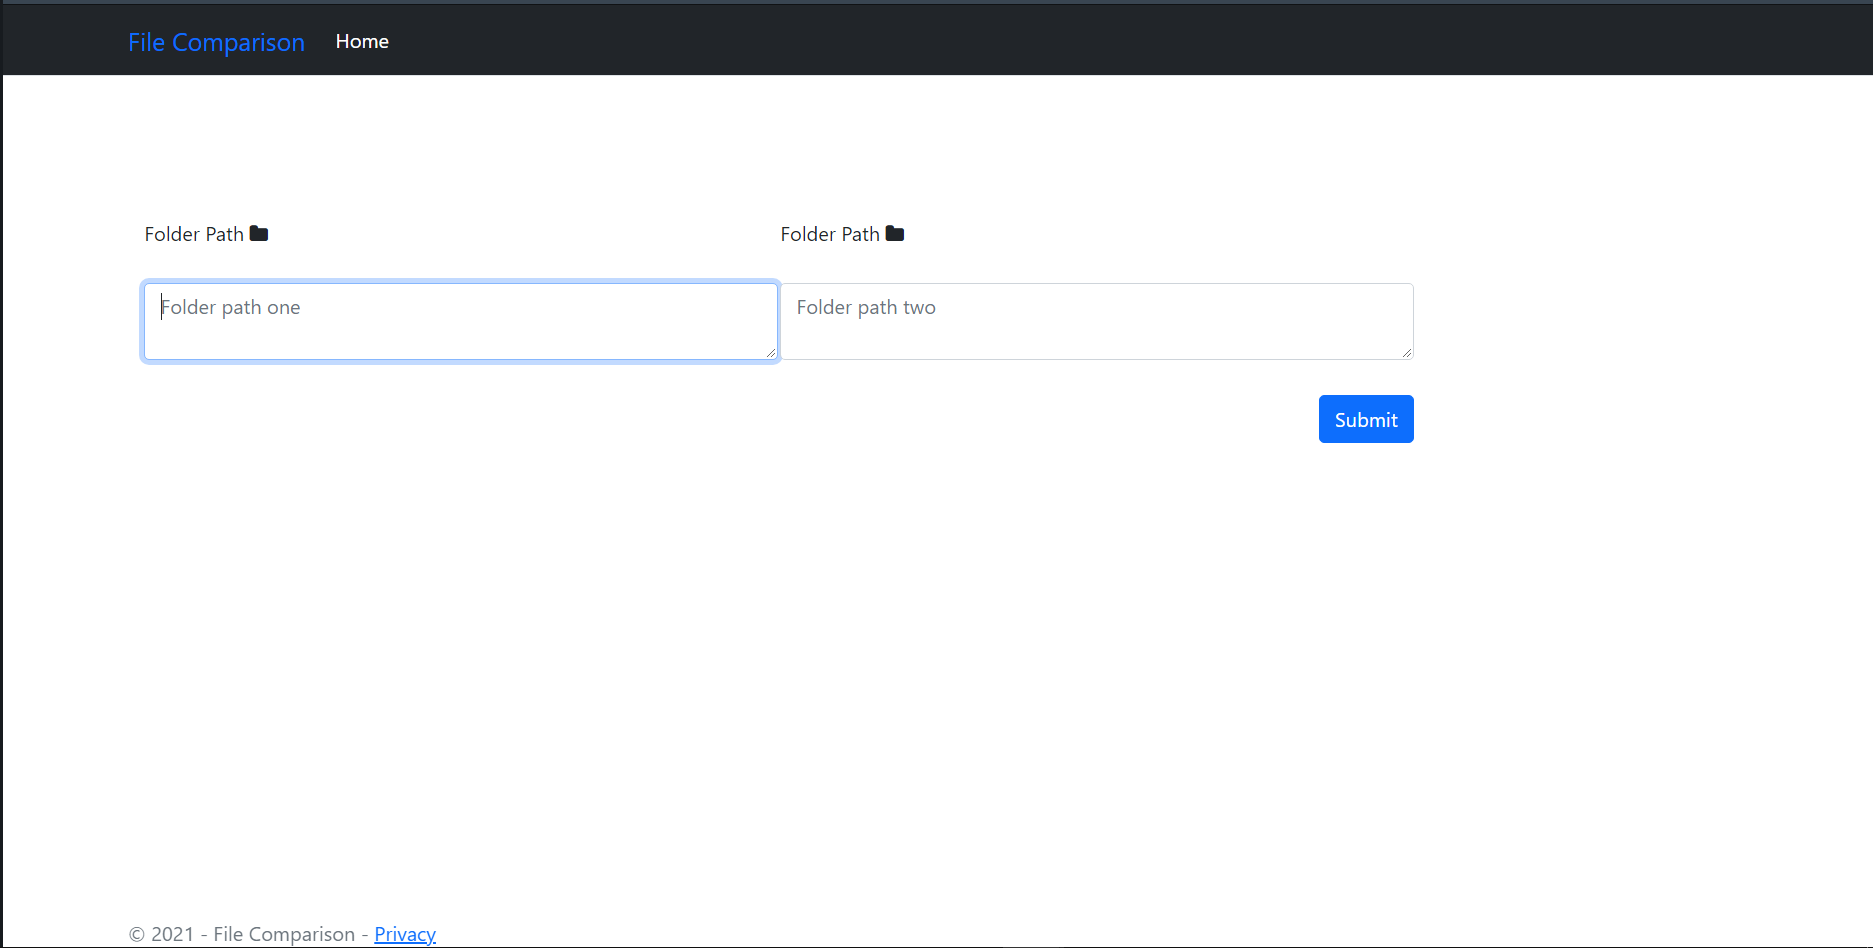 File Comparison Home
Folder Path Folder Path
Folder path one Folder path two
Submit
© 2021 - File Comparison - Privacy